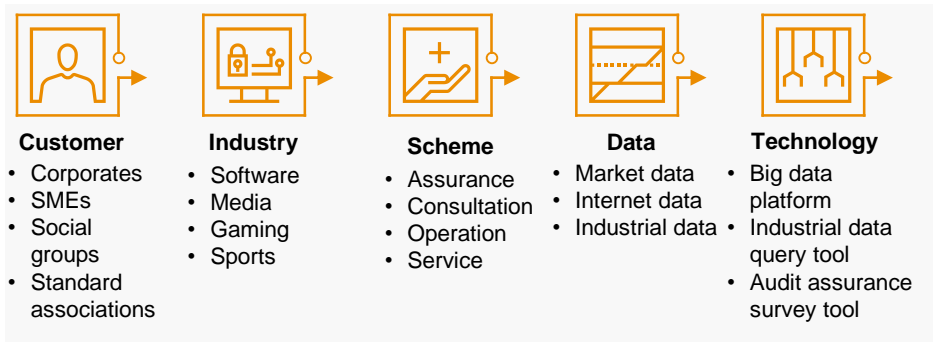 Customer
• Corporates
• SMEs
• Social
groups
• Standard
associations
Industry
• Software
• Media
• Gaming
• Sports
Scheme
• Assurance
• Consultation
• Operation
• Service
Data
• Market data
• Internet data
• Industrial data
Technology
• Big data
platform
• Industrial data
query tool
• Audit assurance
survey tool